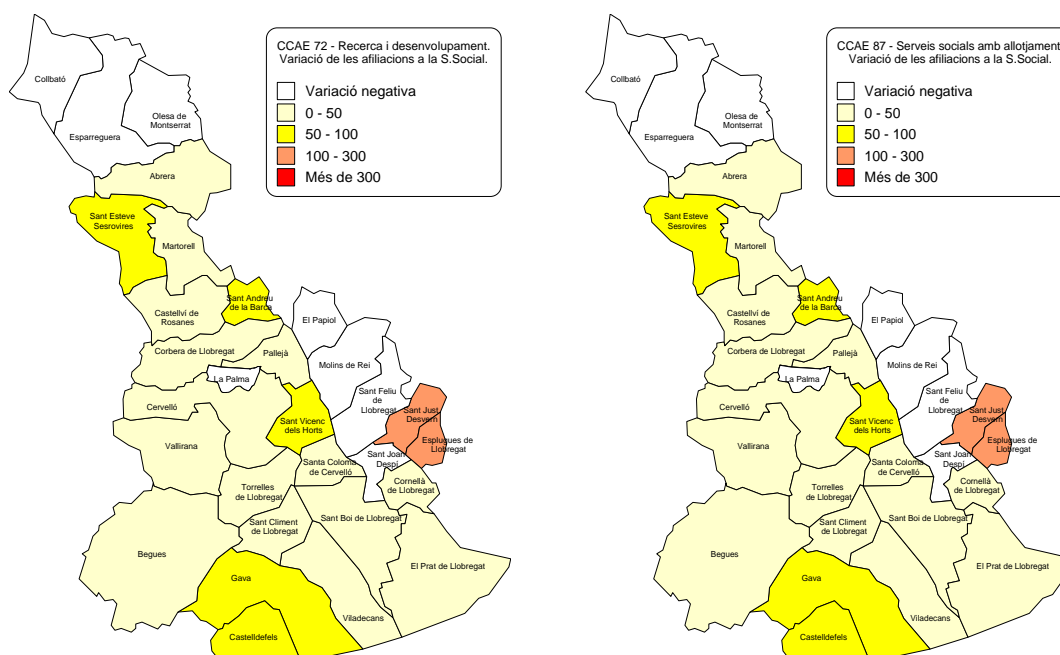 CCAE 72 - Recerca i desenvolupament.
Variació de les afiliacions a la S.Social.
Variació negativa
0 - 50
50 - 100
100 - 300
Més de 300
Collbató
Olesa de
Montserrat
Esparreguera
Abrera
Sant Esteve
Sesrovires
Martorell
Sant Andreu
de la Barca
Castellví de
Rosanes
El Papiol
Corbera de Llobregat
Pallejà
Molins de Rei
La Palma
Sant Feliu
de
Llobregat
Cervelló
Sant Just
Desvern
Sant Vicenc
dels Horts
Esplugues de
Llobregat
Vallirana
Sant Joan
Despí
Santa Coloma
de Cervelló
Cornellà
de Llobregat
Torrelles
de Llobregat
Sant Boi de Llobregat
Sant Climent
de Llobregat
Begues
El Prat de Llobregat
Gava
Viladecans
Castelldefels
CCAE 87 - Serveis socials amb allotjament
Variació de les afiliacions a la S.Social.
Variació negativa
0 - 50
50 - 100
100 - 300
Més de 300
Collbató
Olesa de
Montserrat
Esparreguera
Abrera
Sant Esteve
Sesrovires
Martorell
Sant Andreu
de la Barca
Castellví de
Rosanes
El Papiol
Corbera de Llobregat
Pallejà
Molins de Rei
La Palma
Sant Feliu
de
Llobregat
Cervelló
Sant Just
Desvern
Sant Vicenc
dels Horts
Esplugues de
Llobregat
Vallirana
Sant Joan
Despí
Santa Coloma
de Cervelló
Cornellà
de Llobregat
Torrelles
de Llobregat
Sant Boi de Llobregat
Sant Climent
de Llobregat
Begues
El Prat de Llobregat
Gava
Viladecans
Castelldefels